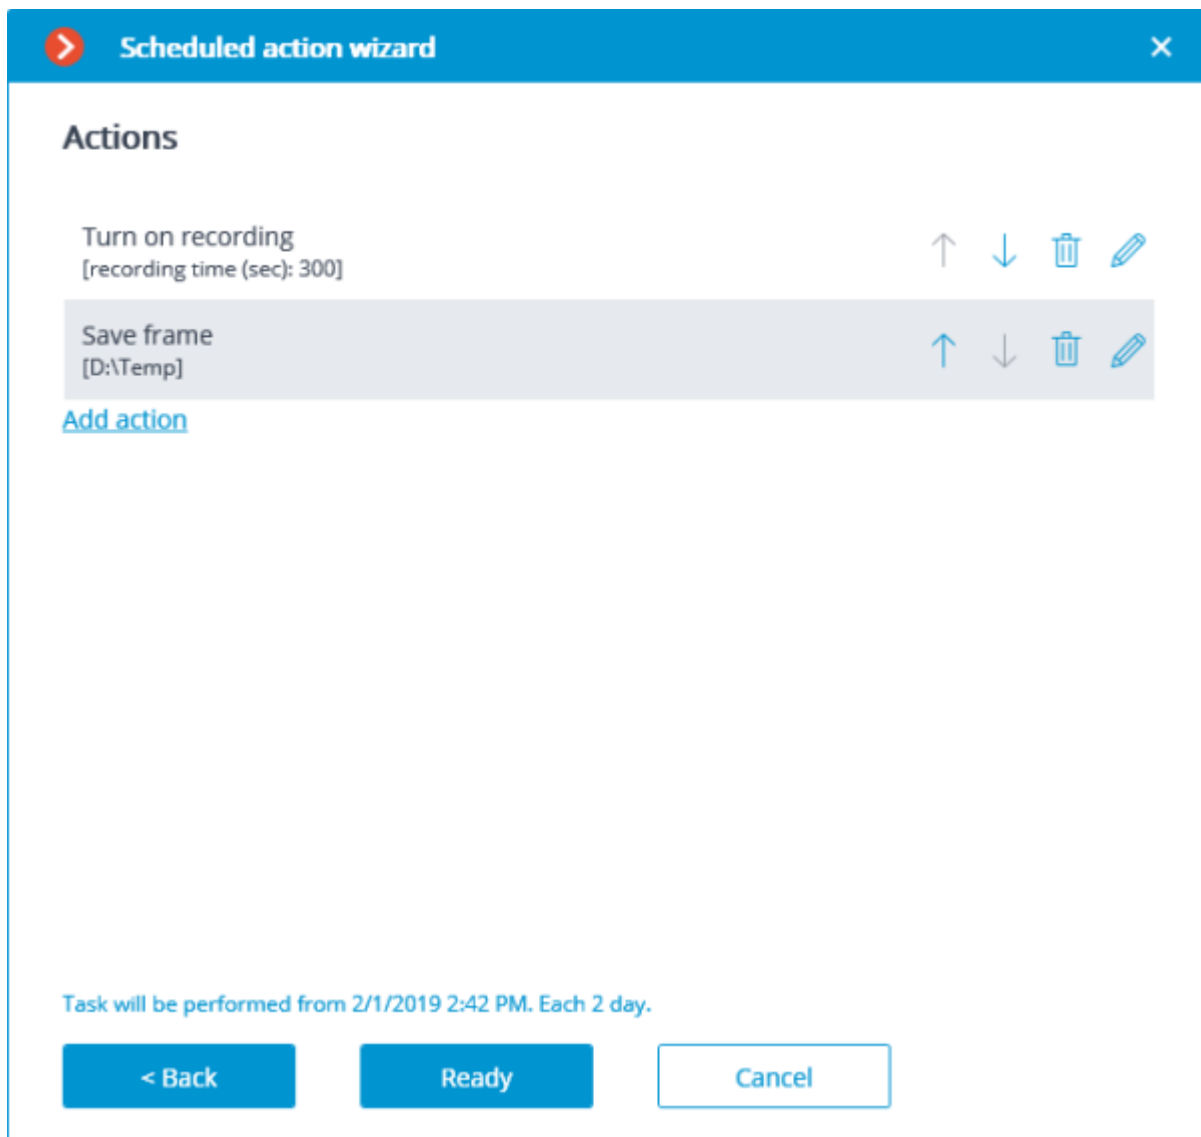 Scheduled action wizard
Actions
Turn on recording
[recording time (sec): 300]
Save frame
[D:\Temp]
Add action
Task will be performed from 2/1/2019 2:42 PM. Each 2 day.
< Back
Ready
Cancel